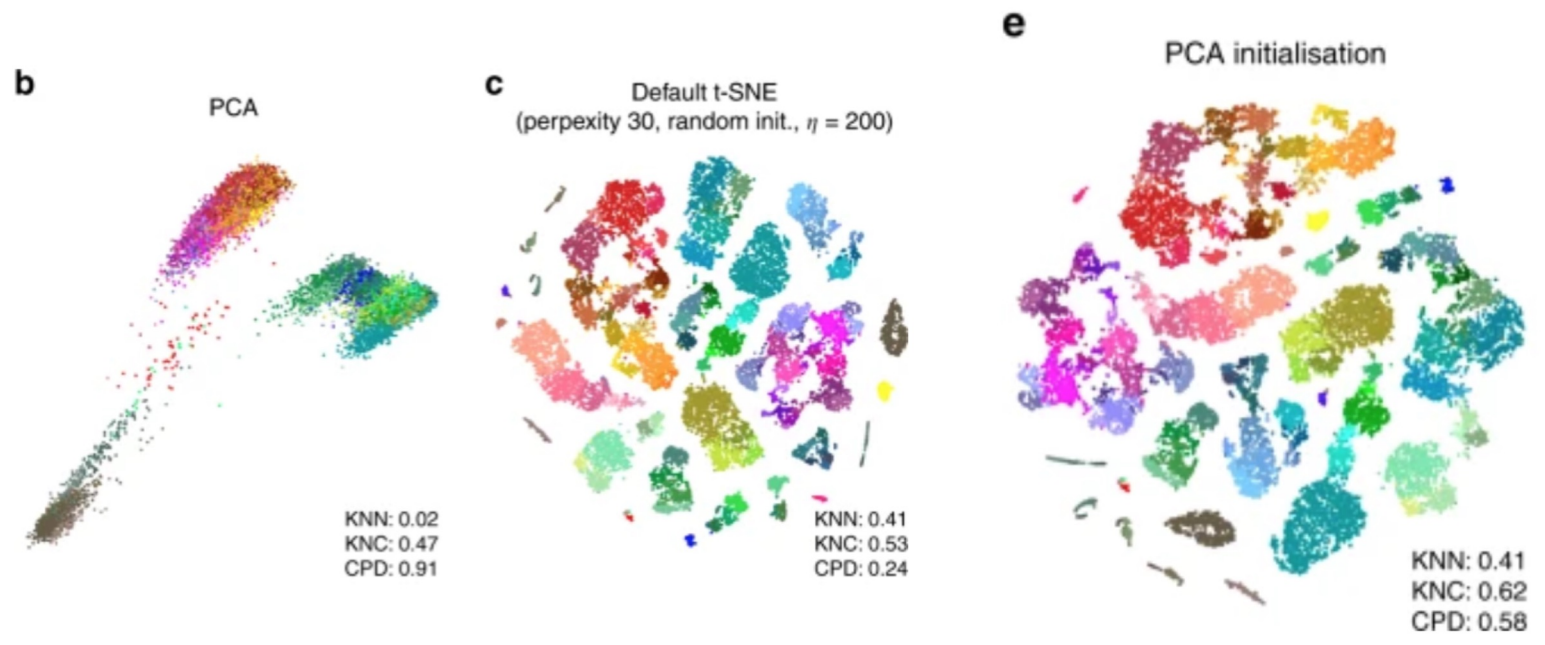 b
PCA
KNN: 0.02
KNC: 0.47
CPD: 0.91
c
Default t-SNE
(perpexity 30, random init., η = 200)
KNN: 0.41
KNC: 0.53
CPD: 0.24
e
PCA initialisation
KNN: 0.41
KNC: 0.62
CPD: 0.58